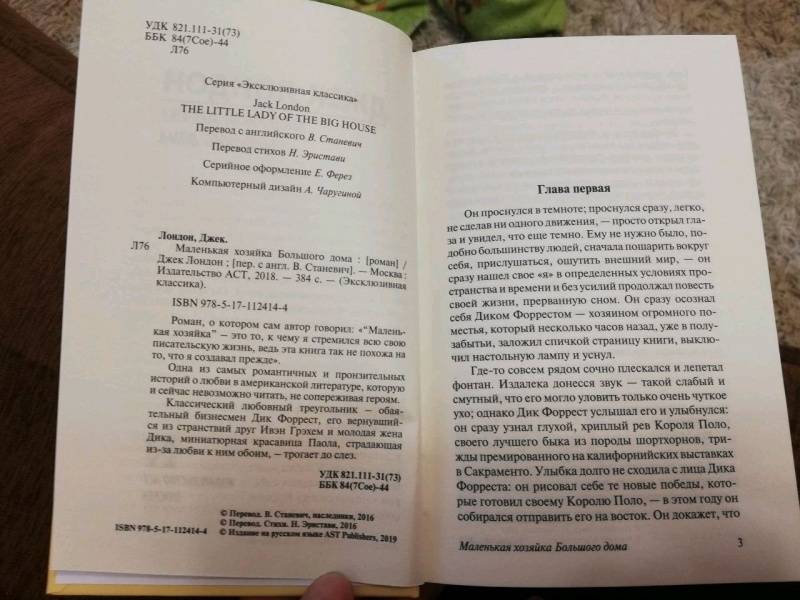 УДК 821.111-31(73)
ББК 84(7Сое)-44
Л76
Серия «Эксклюзивная классика»
Jack London
THE LITTLE LADY OF THE BIG HOUSE
Перевод с английского В. Станевич
Перевод стихов Н. Эристави
Серийное оформление Е. Ферез
Компьютерный дизайн А. Чаругиной
Лондон, Джек.
Л76 Маленькая хозяйка Большого дома : [роман] /
Джек Лондон ; [пер. с англ. В. Станевич]. — Москва :
Издательство АСТ, 2018. — 384 с. — (Эксклюзивная
классика).
ISBN 978-5-17-112414-4
Роман, о котором сам автор говорил: «“Малень-
кая хозяйка” – это то, к чему я стремился всю свою
писательскую жизнь, ведь эта книга так не похожа на
то, что я создавал прежде».
Одна из самых романтичных и пронзительных
историй о любви в американской литературе, которую
и сейчас невозможно читать, не сопереживая героям.
Классический любовный треугольник – обая-
тельный бизнесмен Дик Форрест, его вернувший-
ся из странствий друг Ивэн Грэхем и молодая жена
Дика, миниатюрная красавица Паола, страдающая
из-за любви к ним обоим, – трогает до слез.
УДК 821.111-31(73)
ББК 84(7Сое)-44
© Перевод. В. Станевич, наследники, 2016
© Перевод. Стихи. Н. Эристави, 2016
ISBN 978-5-17-112414-4 © Издание на русском языке AST Publishers, 2019
Глава первая
Он проснулся в темноте; проснулся сразу, легко,
не сделав ни одного движения, — просто открыл гла-
за и увидел, что еще темно. Ему не нужно было, по-
добно большинству людей, сначала пошарить вокруг
себя, прислушаться, ощутить внешний мир, — он
сразу нашел свое «я» в определенных условиях про-
странства и времени и без усилий продолжал повесть
своей жизни, прерванную сном. Он сразу осознал
себя Диком Форрестом — хозяином огромного по-
местья, который несколько часов назад, уже в полу-
забытьи, заложил спичкой страницу книги, выклю-
чил настольную лампу и уснул.
Где-то совсем рядом сочно плескался и лепетал
фонтан. Издалека донесся звук — такой слабый и
смутный, что его могло уловить только очень чуткое
ухо; однако Дик Форрест услышал его и улыбнулся:
он сразу узнал глухой, хриплый рев Короля Поло,
своего лучшего быка из породы шортхорнов, три-
жды премированного на калифорнийских выставках
в Сакраменто. Улыбка долго не сходила с лица Дика
Форреста: он рисовал себе те новые победы, кото-
рые готовил своему Королю Поло, — в этом году он
собирался отправить его на восток. Он докажет, что
Маленькая хозяйка Большого дома 3